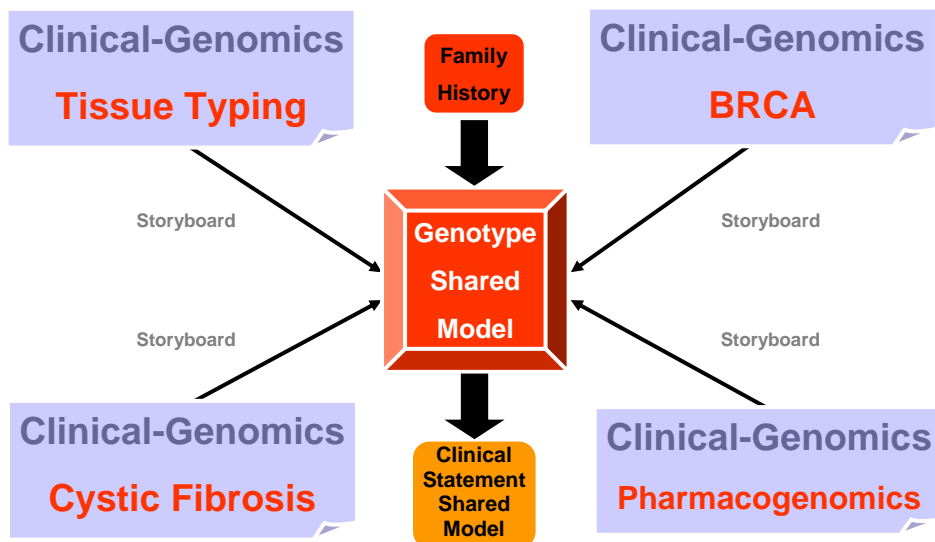 Clinical-Genomics
Tissue Typing
Family
History
Clinical-Genomics
BRCA
Storyboard
Storyboard
Genotype
Shared
Model
Storyboard
Storyboard
Clinical-Genomics
Cystic Fibrosis
Clinical
Statement
Shared
Model
Clinical-Genomics
Pharmacogenomics